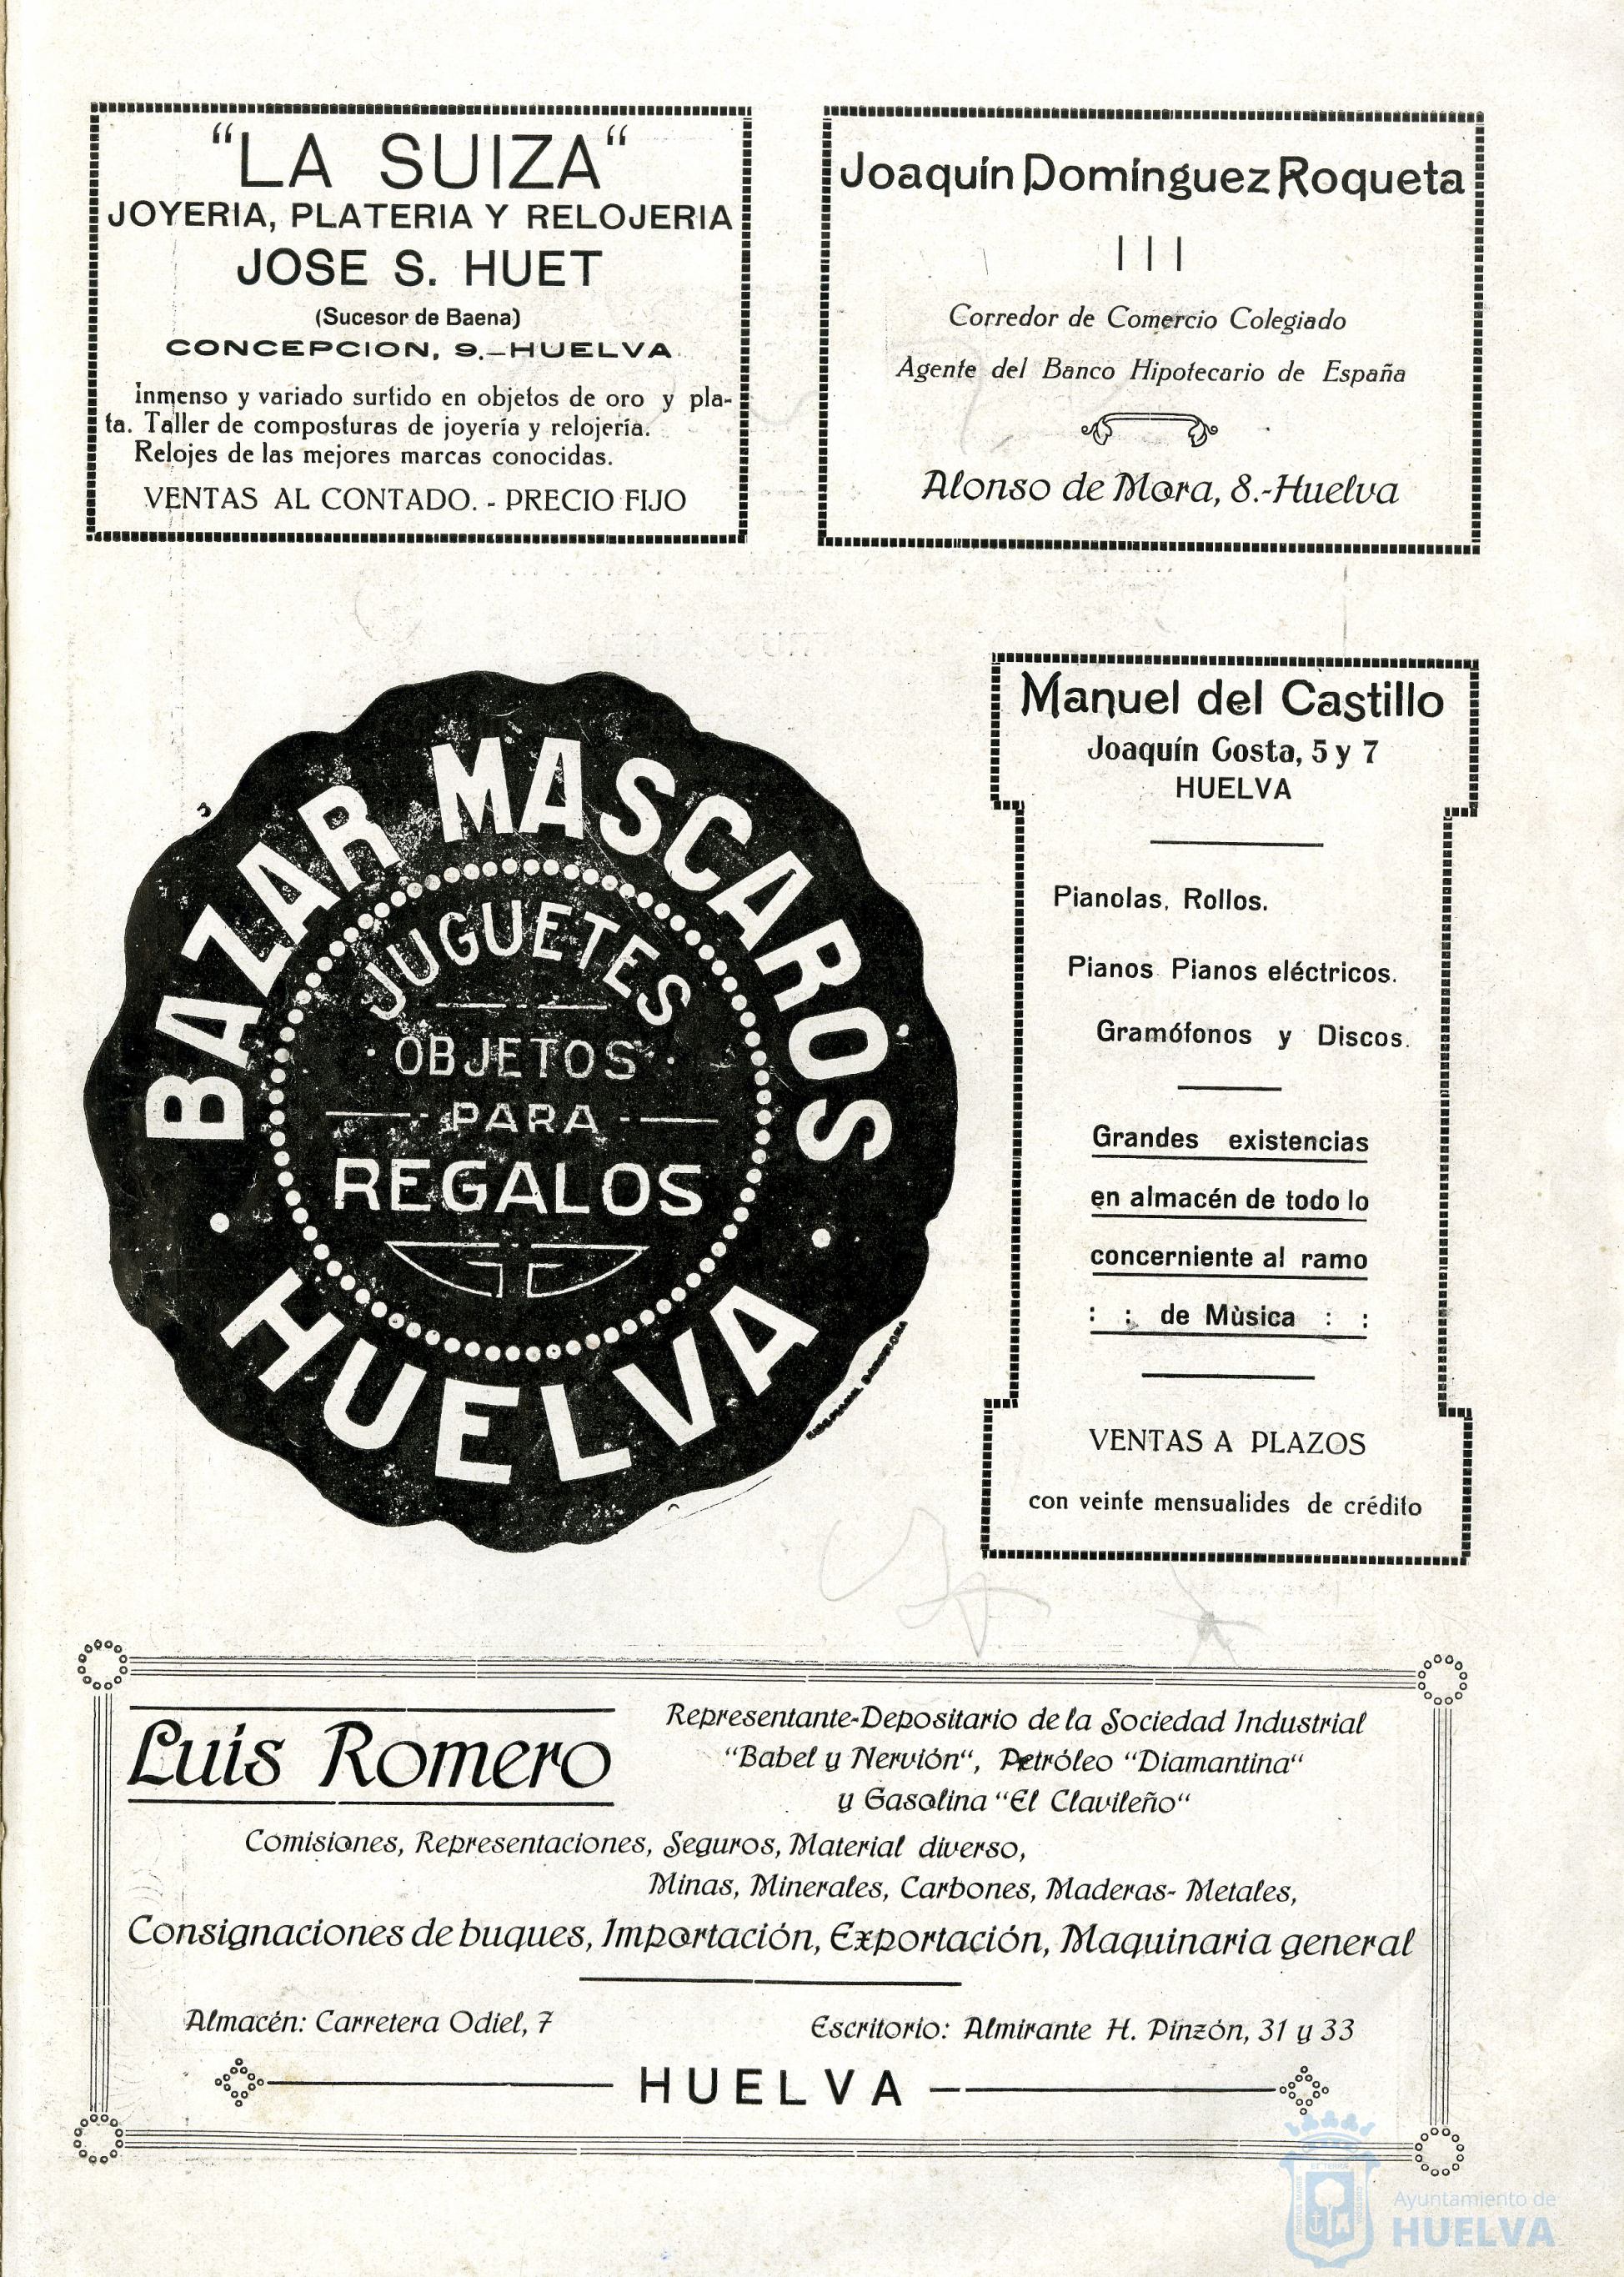 “LA SUIZA“
JOYERIA, PLATERIA Y RELOJERIA
JOSE S. HUET
(Sucesor de Baena)
CONCEPCION, 9.—HUELVA
Inmenso y variado surtido en objetos de oro y pla-
ta. Taller de composturas de joyería y relojería.
Relojes de las mejores marcas conocidas.
VENTAS AL CONTADO. - PRECIO FIJO
Joaquín Domínguez Roqueta
Corredor de Comercio Colegiado
Agente del Banco Hipotecario de España
Alonso de Mora, 8.-Huelva
BAZAR MASCAROS
JUGUETES
OBJETOS
PARA
REGALOS
HUELVA
Manuel del Castillo
Joaquín Gosta, 5 y 7
HUELVA
Pianolas, Rollos.
Pianos Pianos eléctricos.
Gramófonos y Discos.
Grandes existencias
en almacén de todo lo
concerniente al ramo
: : de Mùsica : :
VENTAS A PLAZOS
con veinte mensualides de crédito
Luis Romero
Representante-Depositario de la Sociedad Industrial
“Babel y Nervión“, Petróleo “Diamantina“
y Gasolina “El Clavileño“
Comisiones, Representaciones, Seguros, Material diverso,
Minas, Minerales, Carbones, Maderas- Metales,
Consignaciones de buques, Importación, Exportación, Maquinaria general
Almacén: Carretera Odiel, 7
Escritorio: Almirante H. Pinzón, 31 y 33
HUELVA
Ayuntamiento de
HUELVA